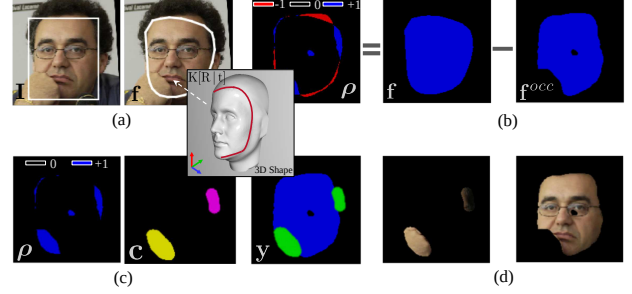 I
f
-1 0 +1
ρ
=
f
−
f^occ
K[R|t]
3D Shape
(a)
(b)
0 +1
ρ
c
y
(c)
(d)